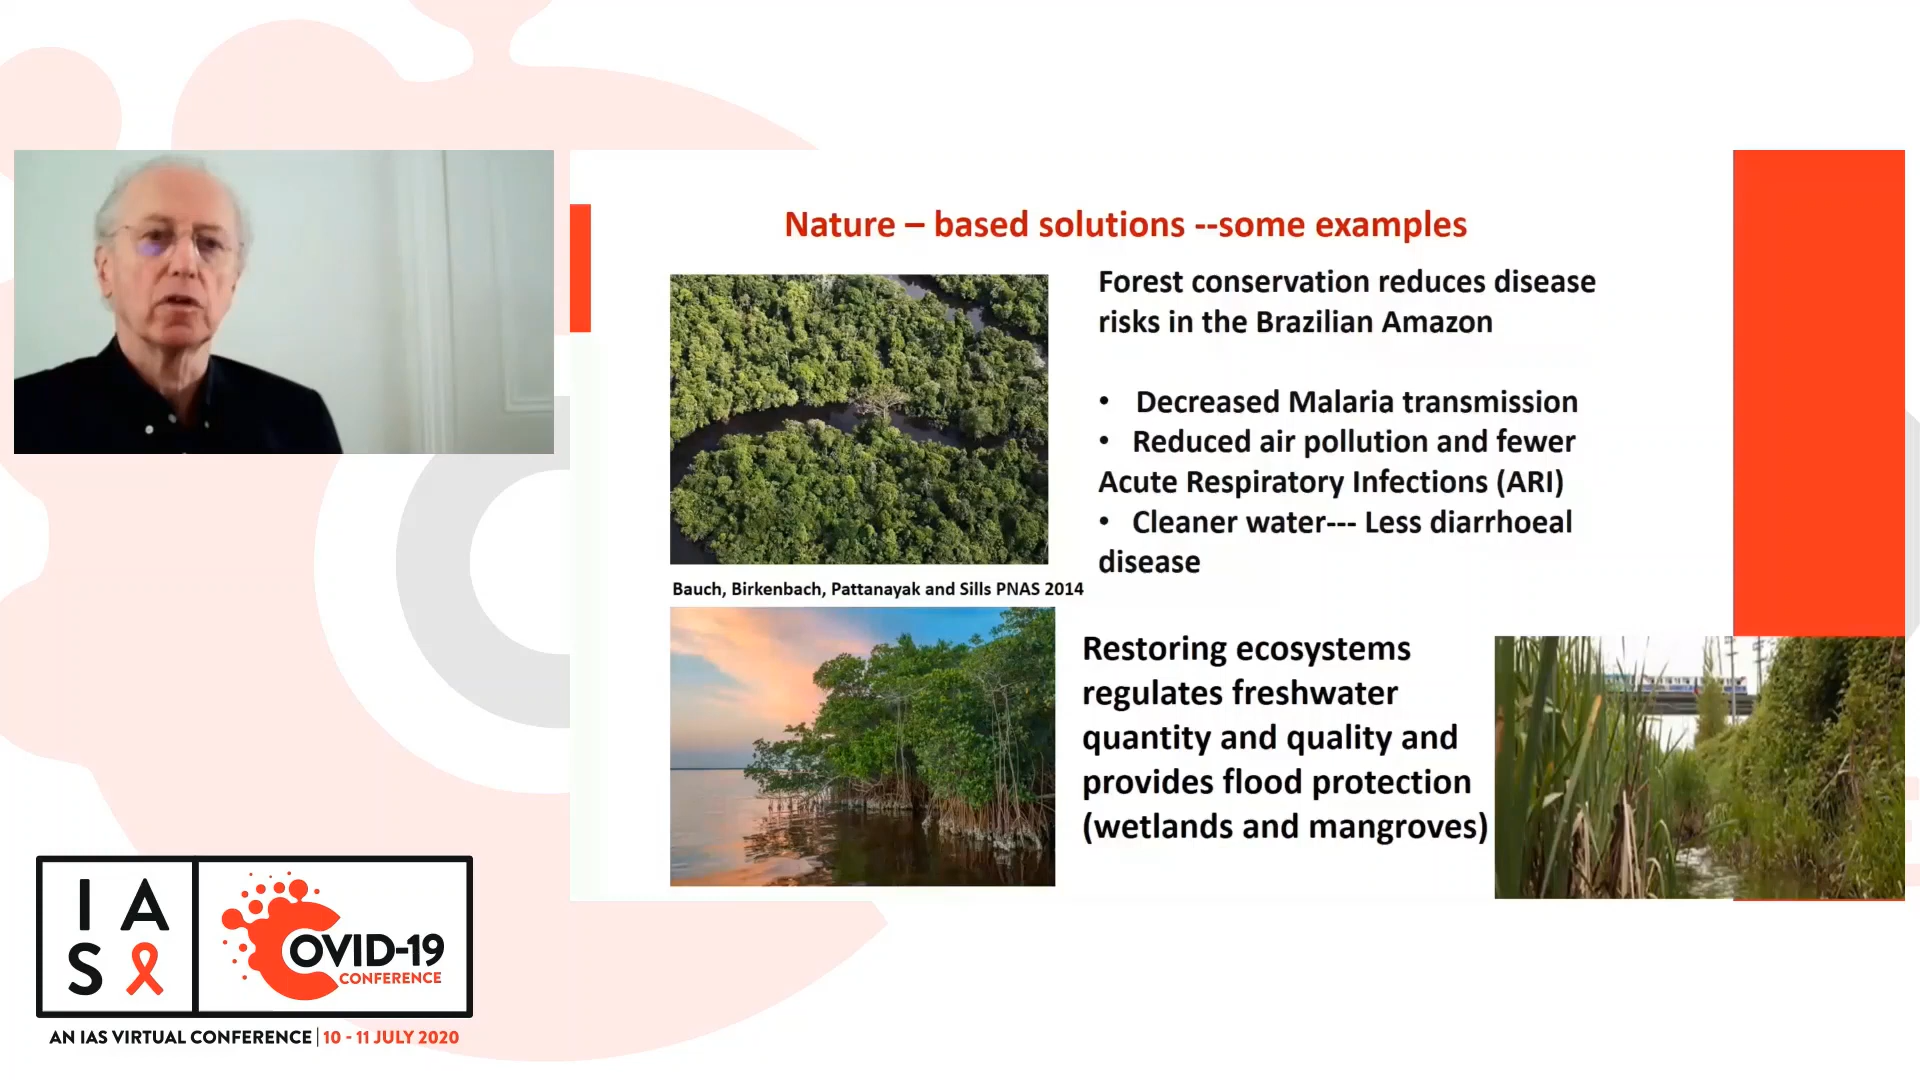 Nature – based solutions --some examples
Forest conservation reduces disease
risks in the Brazilian Amazon
• Decreased Malaria transmission
• Reduced air pollution and fewer
Acute Respiratory Infections (ARI)
• Cleaner water--- Less diarrhoeal
disease
Bauch, Birkenbach, Pattanayak and Sills PNAS 2014
Restoring ecosystems
regulates freshwater
quantity and quality and
provides flood protection
(wetlands and mangroves)
I A
S
COVID-19
CONFERENCE
AN IAS VIRTUAL CONFERENCE | 10 - 11 JULY 2020